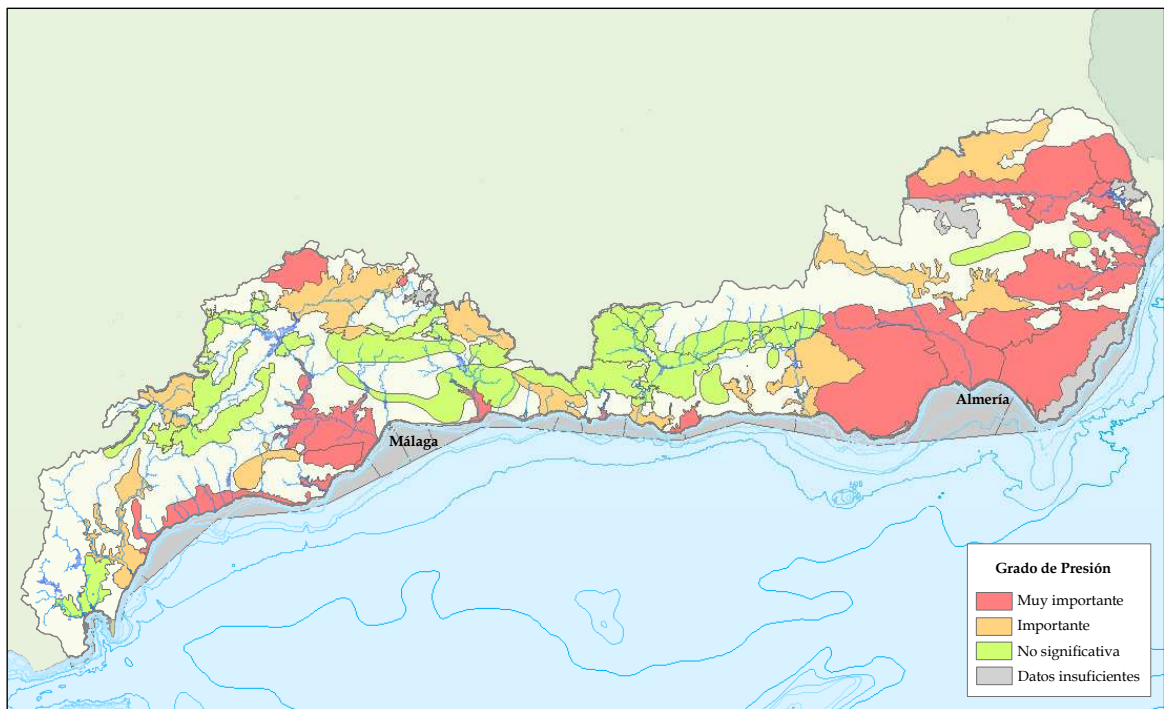 Almería
Málaga
Grado de Presión
Muy importante
Importante
No significativa
Datos insuficientes